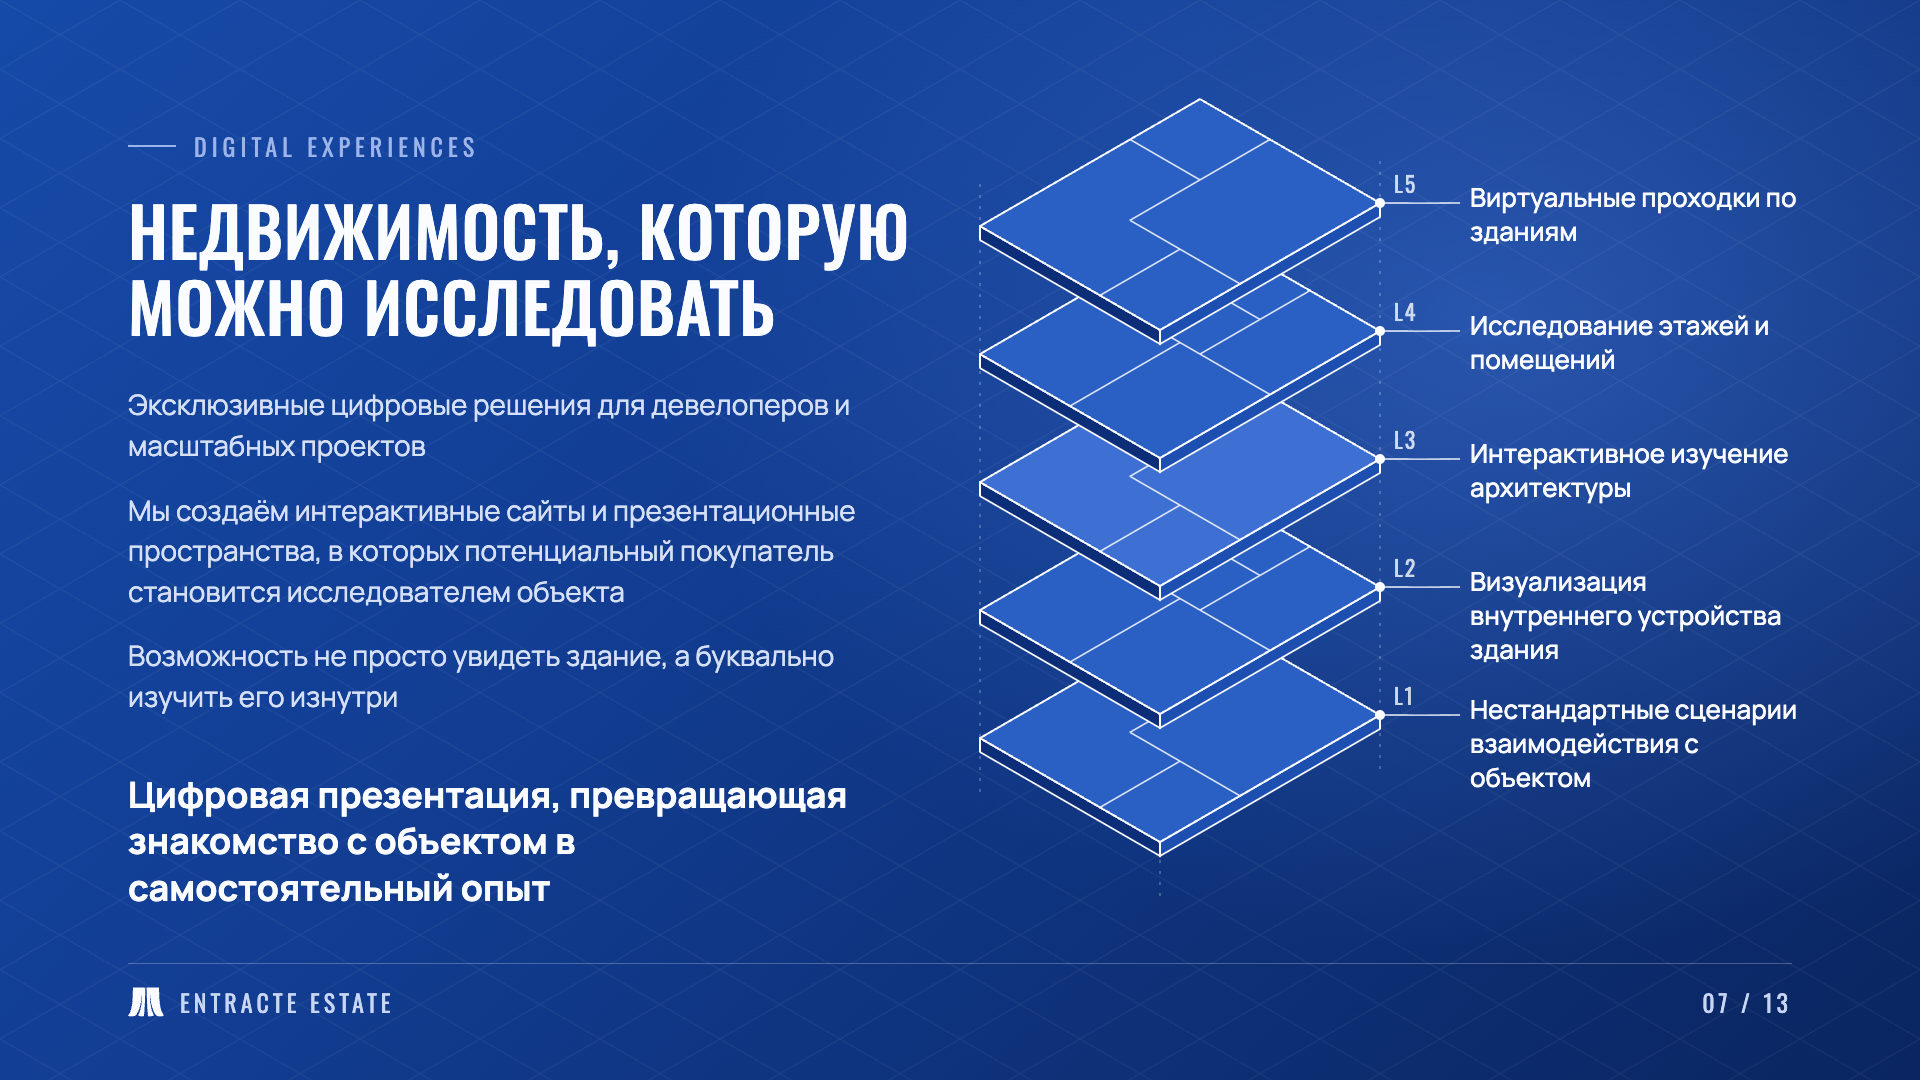 DIGITAL EXPERIENCES
НЕДВИЖИМОСТЬ, КОТОРУЮ
МОЖНО ИССЛЕДОВАТЬ
Эксклюзивные цифровые решения для девелоперов и
масштабных проектов
Мы создаём интерактивные сайты и презентационные
пространства, в которых потенциальный покупатель
становится исследователем объекта
Возможность не просто увидеть здание, а буквально
изучить его изнутри
Цифровая презентация, превращающая
знакомство с объектом в
самостоятельный опыт
L5
Виртуальные проходки по
зданиям
L4
Исследование этажей и
помещений
L3
Интерактивное изучение
архитектуры
L2
Визуализация
внутреннего устройства
здания
L1
Нестандартные сценарии
взаимодействия с
объектом
ENTRACTE ESTATE
07 / 13